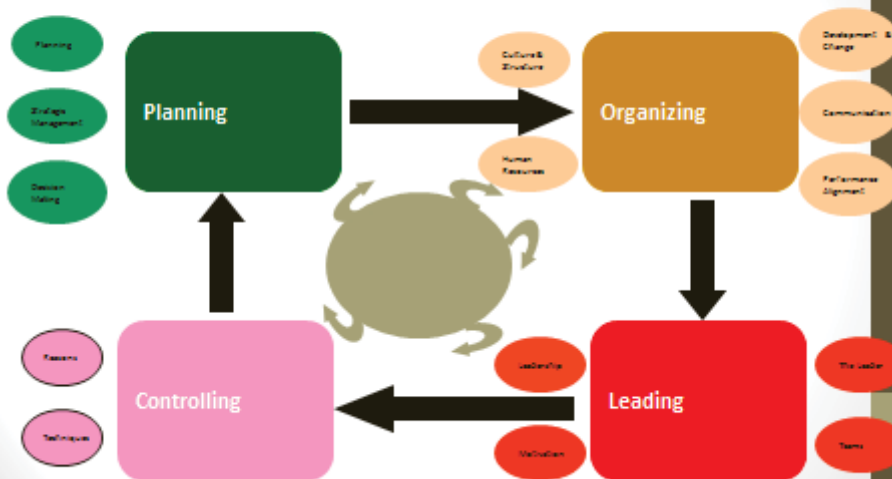 Planning
Strategic
Management
Decision
Making
Planning
Culture &
Structure
Human
Resources
Organizing
Development &
Change
Communication
Performance
Alignment
Reasons
Techniques
Controlling
Leadership
Motivation
Leading
The Leader
Teams